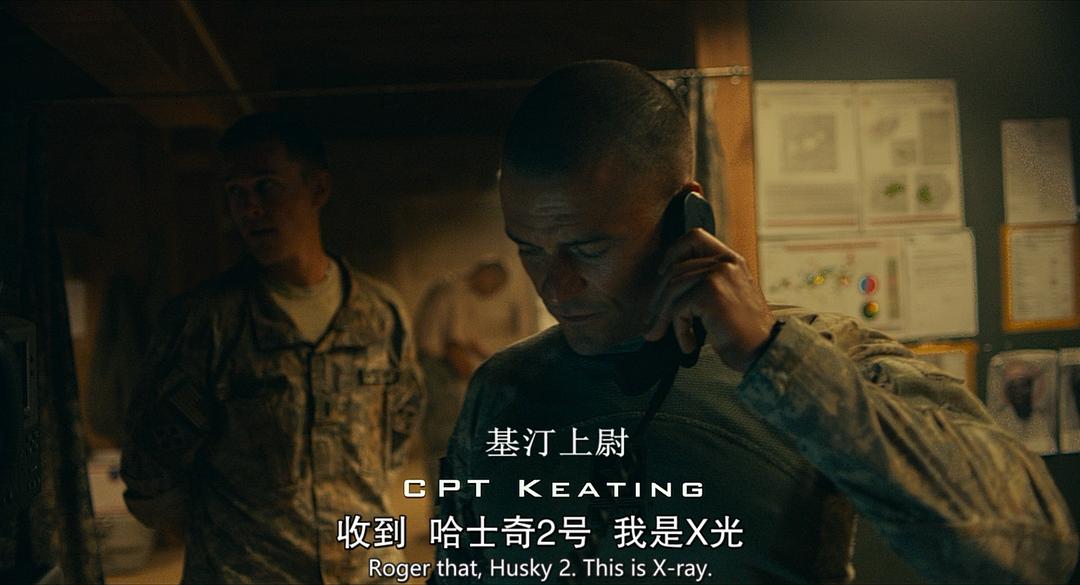 基汀上尉
CPT KEATING
收到 哈士奇2号 我是X光
Roger that, Husky 2. This is X-ray.